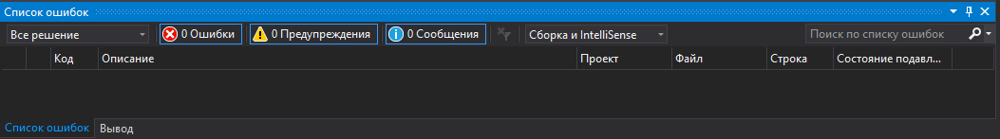 Список ошибок
Все решение 0 Ошибки 0 Предупреждения 0 Сообщения Сборка и IntelliSense Поиск по списку ошибок
Код Описание Проект Файл Строка Состояние подавл...
Список ошибок Вывод